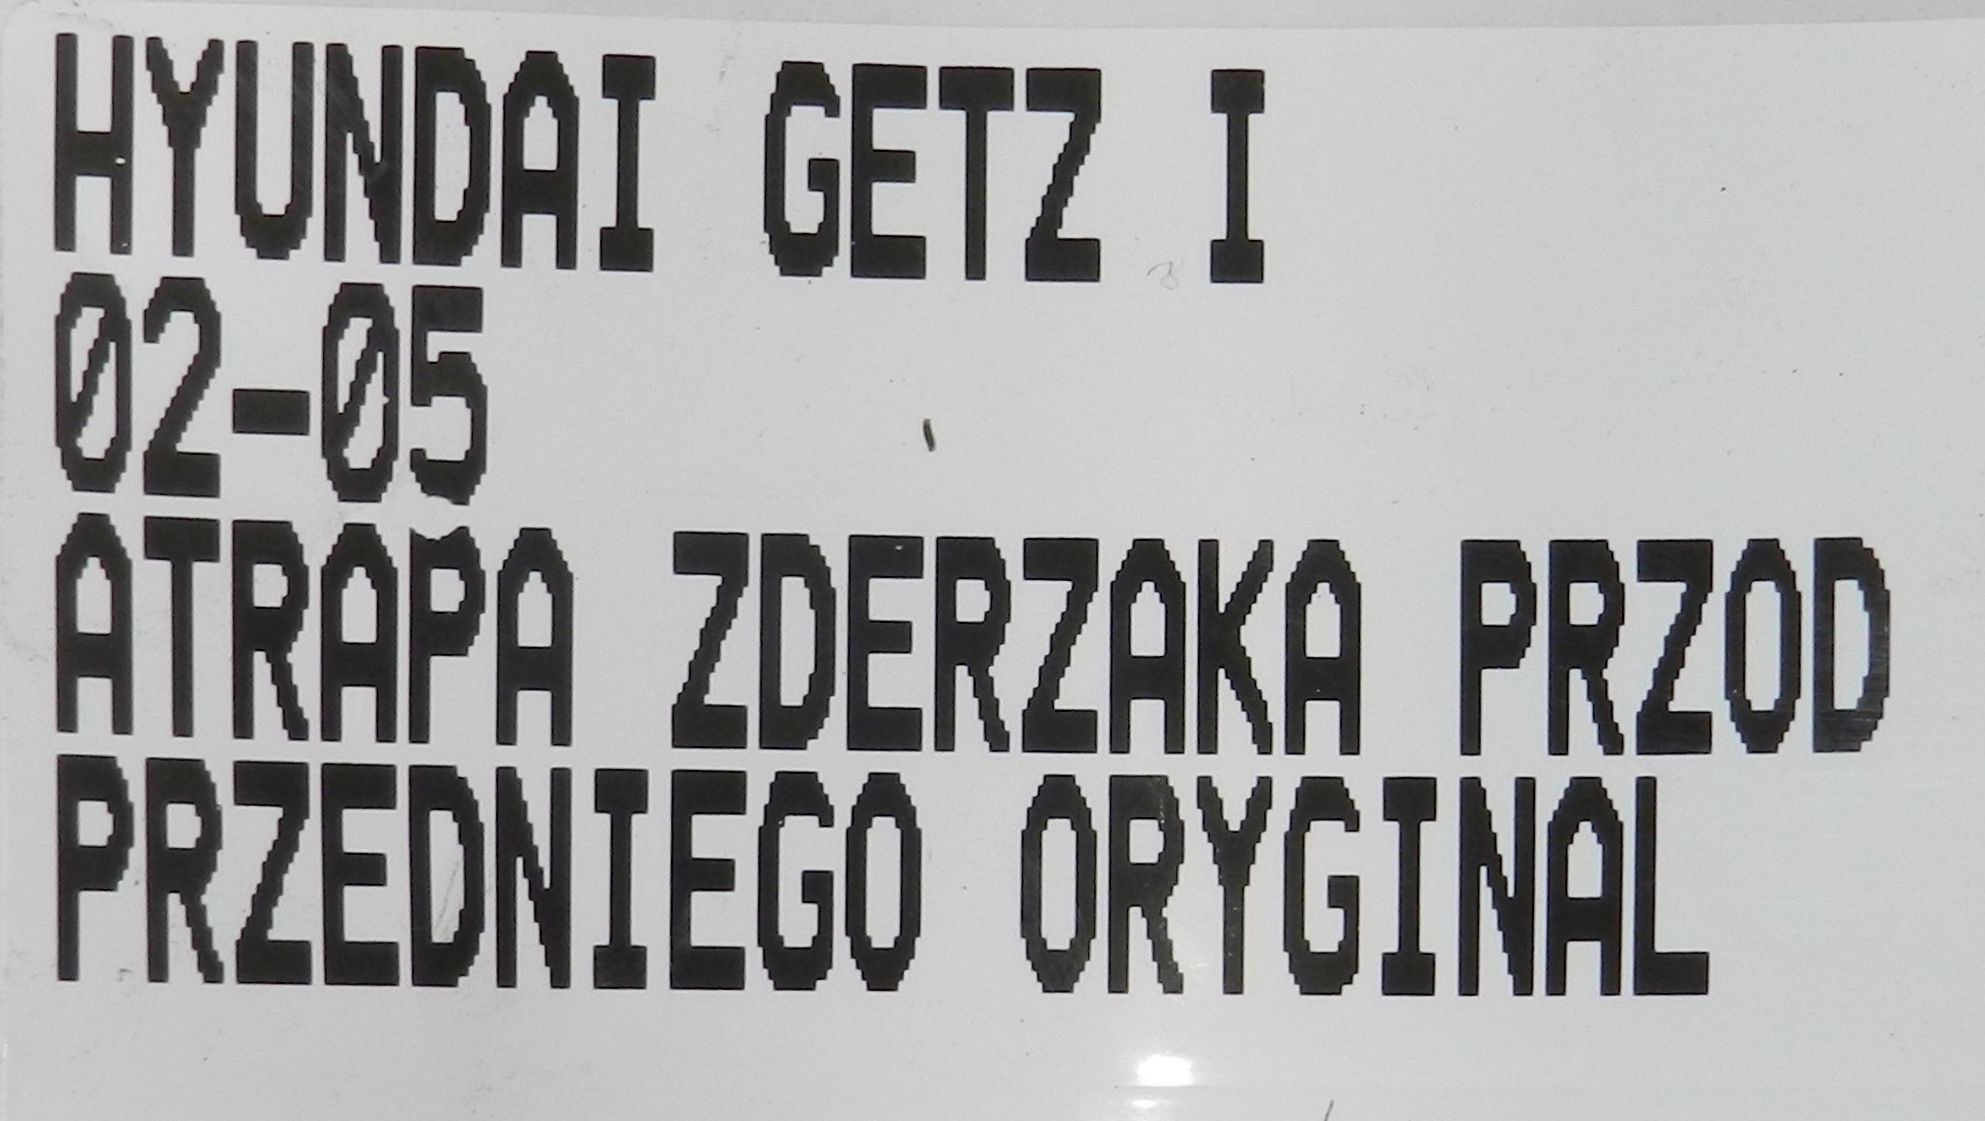 HYUNDAI GETZ I
02-05
ATRAPA ZDERZAKA PRZOD
PRZEDNIEGO ORYGINAL